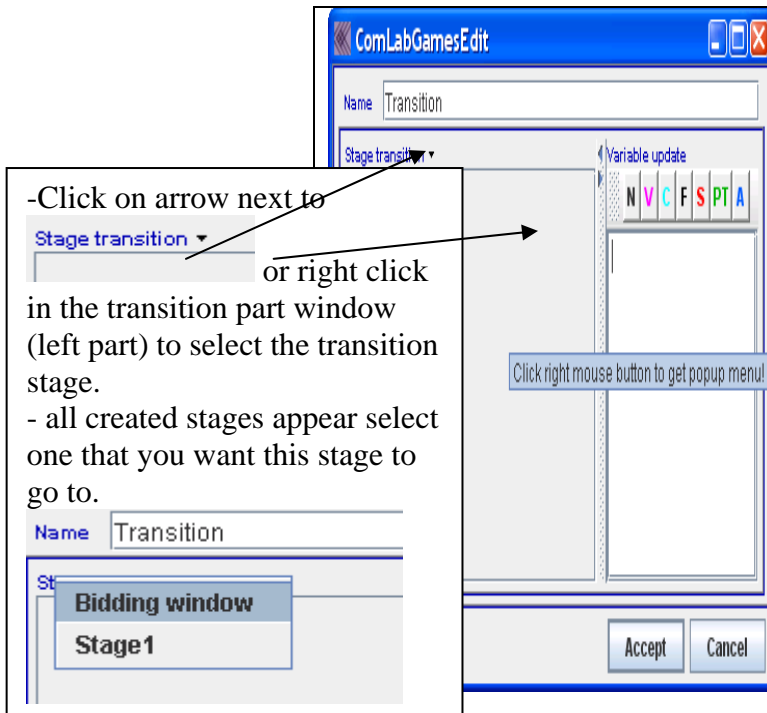 ComLabGamesEdit
Name Transition
Stage transition
Variable update
N V C F S PT A
Click right mouse button to get popup menu!
Accept Cancel
-Click on arrow next to
Stage transition
or right click
in the transition part window
(left part) to select the transition
stage.
- all created stages appear select
one that you want this stage to
go to.
Name Transition
St
Bidding window
Stage1